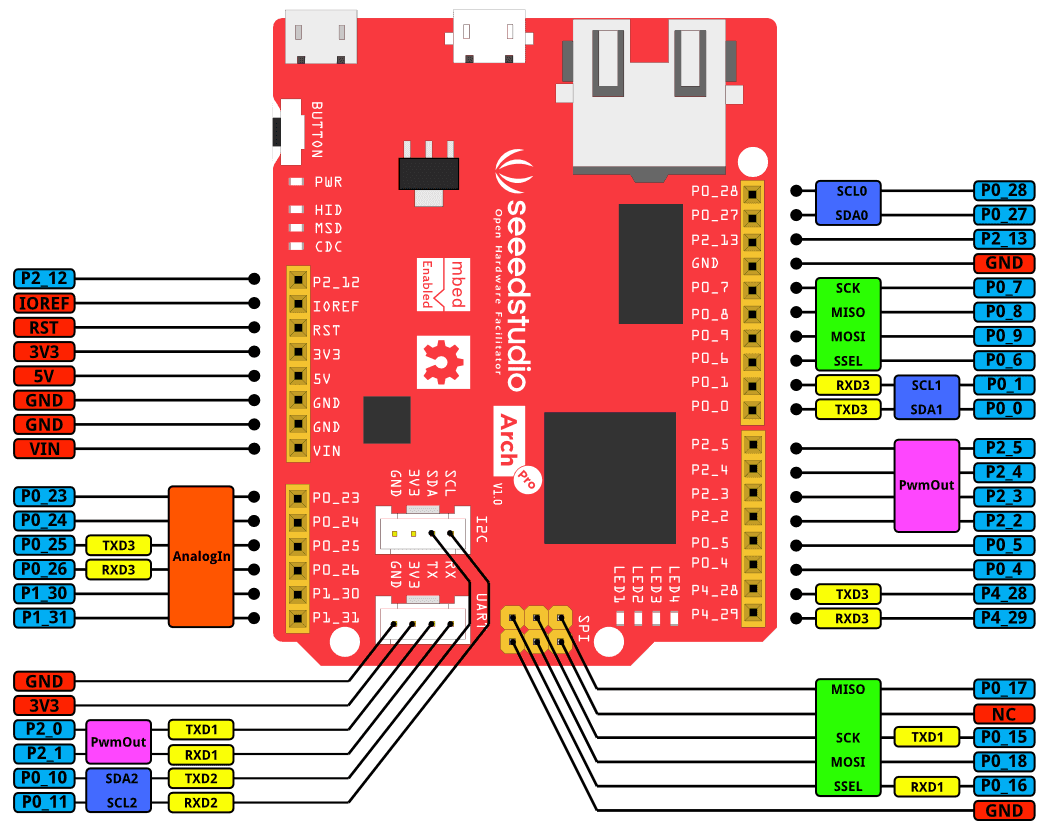 BUTTON
PWR
HID
MSD
CDC
seeedstudio
Open Hardware Facilitator
mbed
Enabled
Arch
Pro
V1.0
P2_12
IOREF
RST
3V3
5V
GND
GND
VIN
P2_12
IOREF
RST
3V3
5V
GND
GND
VIN
P0_23
P0_24
P0_25 TXD3
P0_26 RXD3
P1_30
P1_31
AnalogIn
P0_23
P0_24
P0_25
P0_26
P1_30
P1_31
GND 3V3 SDA SCL
I2C
GND 3V3 TX RX
UART
LED1 LED2 LED3 LED4
SPI
P0_28
P0_27
P2_13
GND
P0_7
P0_8
P0_9
P0_6
P0_1
P0_0
P2_5
P2_4
P2_3
P2_2
P0_5
P0_4
P4_28
P4_29
SCL0 P0_28
SDA0 P0_27
P2_13
GND
SCK P0_7
MISO P0_8
MOSI P0_9
SSEL P0_6
RXD3 SCL1 P0_1
TXD3 SDA1 P0_0
P2_5
P2_4
PwmOut
P2_3
P2_2
P0_5
P0_4
TXD3 P4_28
RXD3 P4_29
GND
3V3
P2_0 TXD1
PwmOut
P2_1 RXD1
P0_10 SDA2 TXD2
P0_11 SCL2 RXD2
MISO P0_17
NC
SCK TXD1 P0_15
MOSI P0_18
SSEL RXD1 P0_16
GND